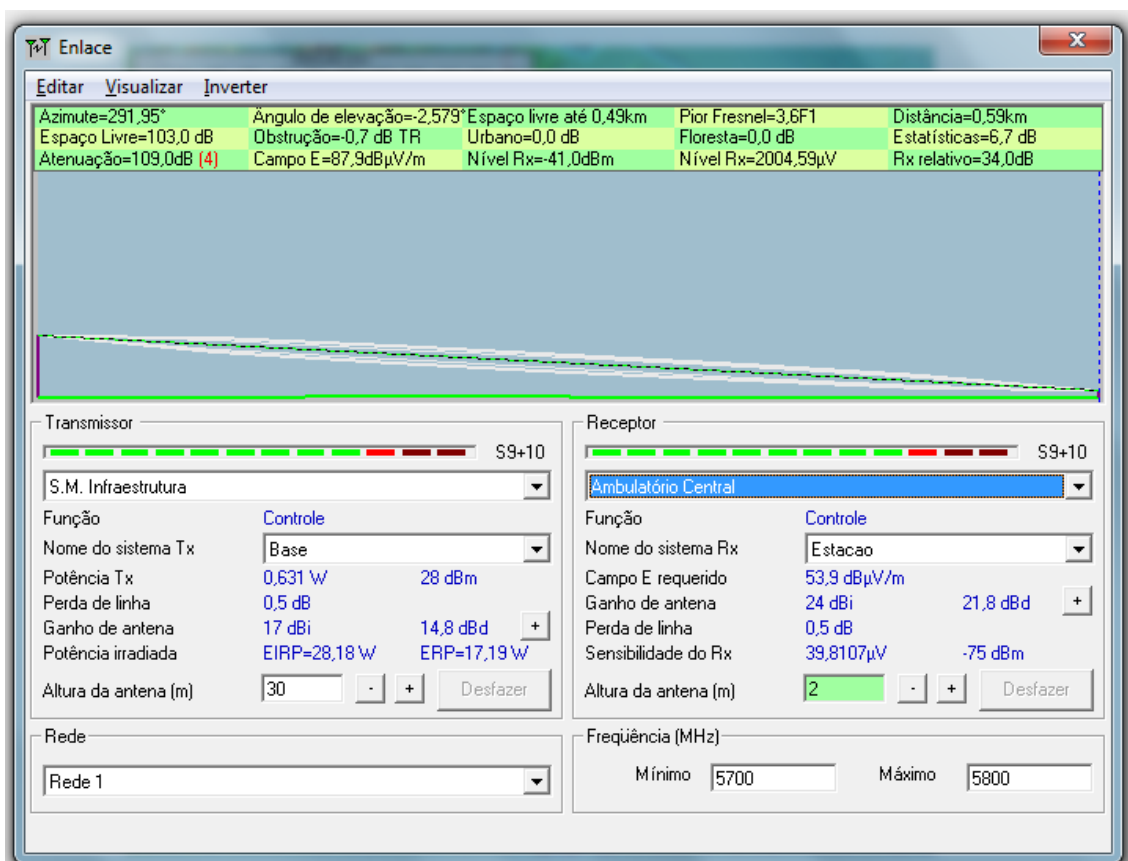 Enlace
Editar Visualizar Inverter
Azimute=291,95° Ângulo de elevação=-2,579° Espaço livre até 0,49km Pior Fresnel=3,6F1 Distância=0,59km
Espaço Livre=103,0 dB Obstrução=-0,7 dB TR Urbano=0,0 dB Floresta=0,0 dB Estatísticas=6,7 dB
Atenuação=109,0dB (4) Campo E=87,9dBµV/m Nível Rx=-41,0dBm Nível Rx=2004,59µV Rx relativo=34,0dB
Transmissor
S9+10
S.M. Infraestrutura
Função Controle
Nome do sistema Tx Base
Potência Tx 0,631 W 28 dBm
Perda de linha 0,5 dB
Ganho de antena 17 dBi 14,8 dBd +
Potência irradiada EIRP=28,18 W ERP=17,19 W
Altura da antena (m) 30 - + Desfazer
Rede
Rede 1
Receptor
S9+10
Ambulatório Central
Função Controle
Nome do sistema Rx Estacao
Campo E requerido 53,9 dBµV/m
Ganho de antena 24 dBi 21,8 dBd +
Perda de linha 0,5 dB
Sensibilidade do Rx 39,8107µV -75 dBm
Altura da antena (m) 2 - + Desfazer
Freqüência (MHz)
Mínimo 5700 Máximo 5800